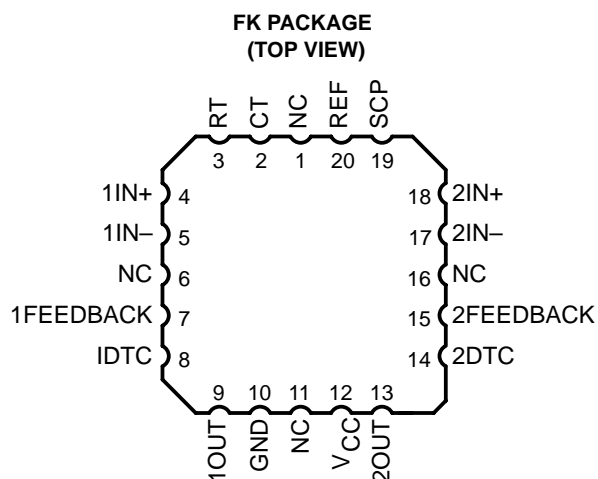 FK PACKAGE
(TOP VIEW)
RT
CT
NC
REF
SCP
3
2
1
20
19
1IN+
4
18
2IN+
1IN–
5
17
2IN–
NC
6
16
NC
1FEEDBACK
7
15
2FEEDBACK
IDTC
8
14
2DTC
9
10
11
12
13
1OUT
GND
NC
VCC
2OUT